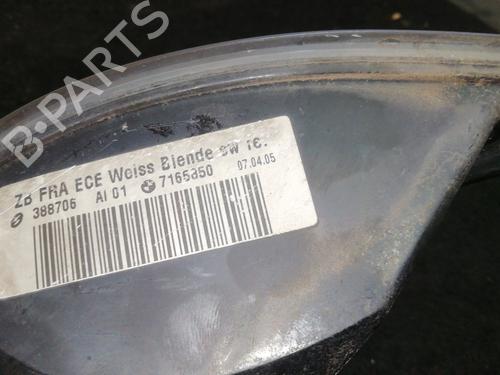 B-PARTS
ZB FRA ECE Weiss Blende SW re.
388706 AI 01 7165350 07.04.05